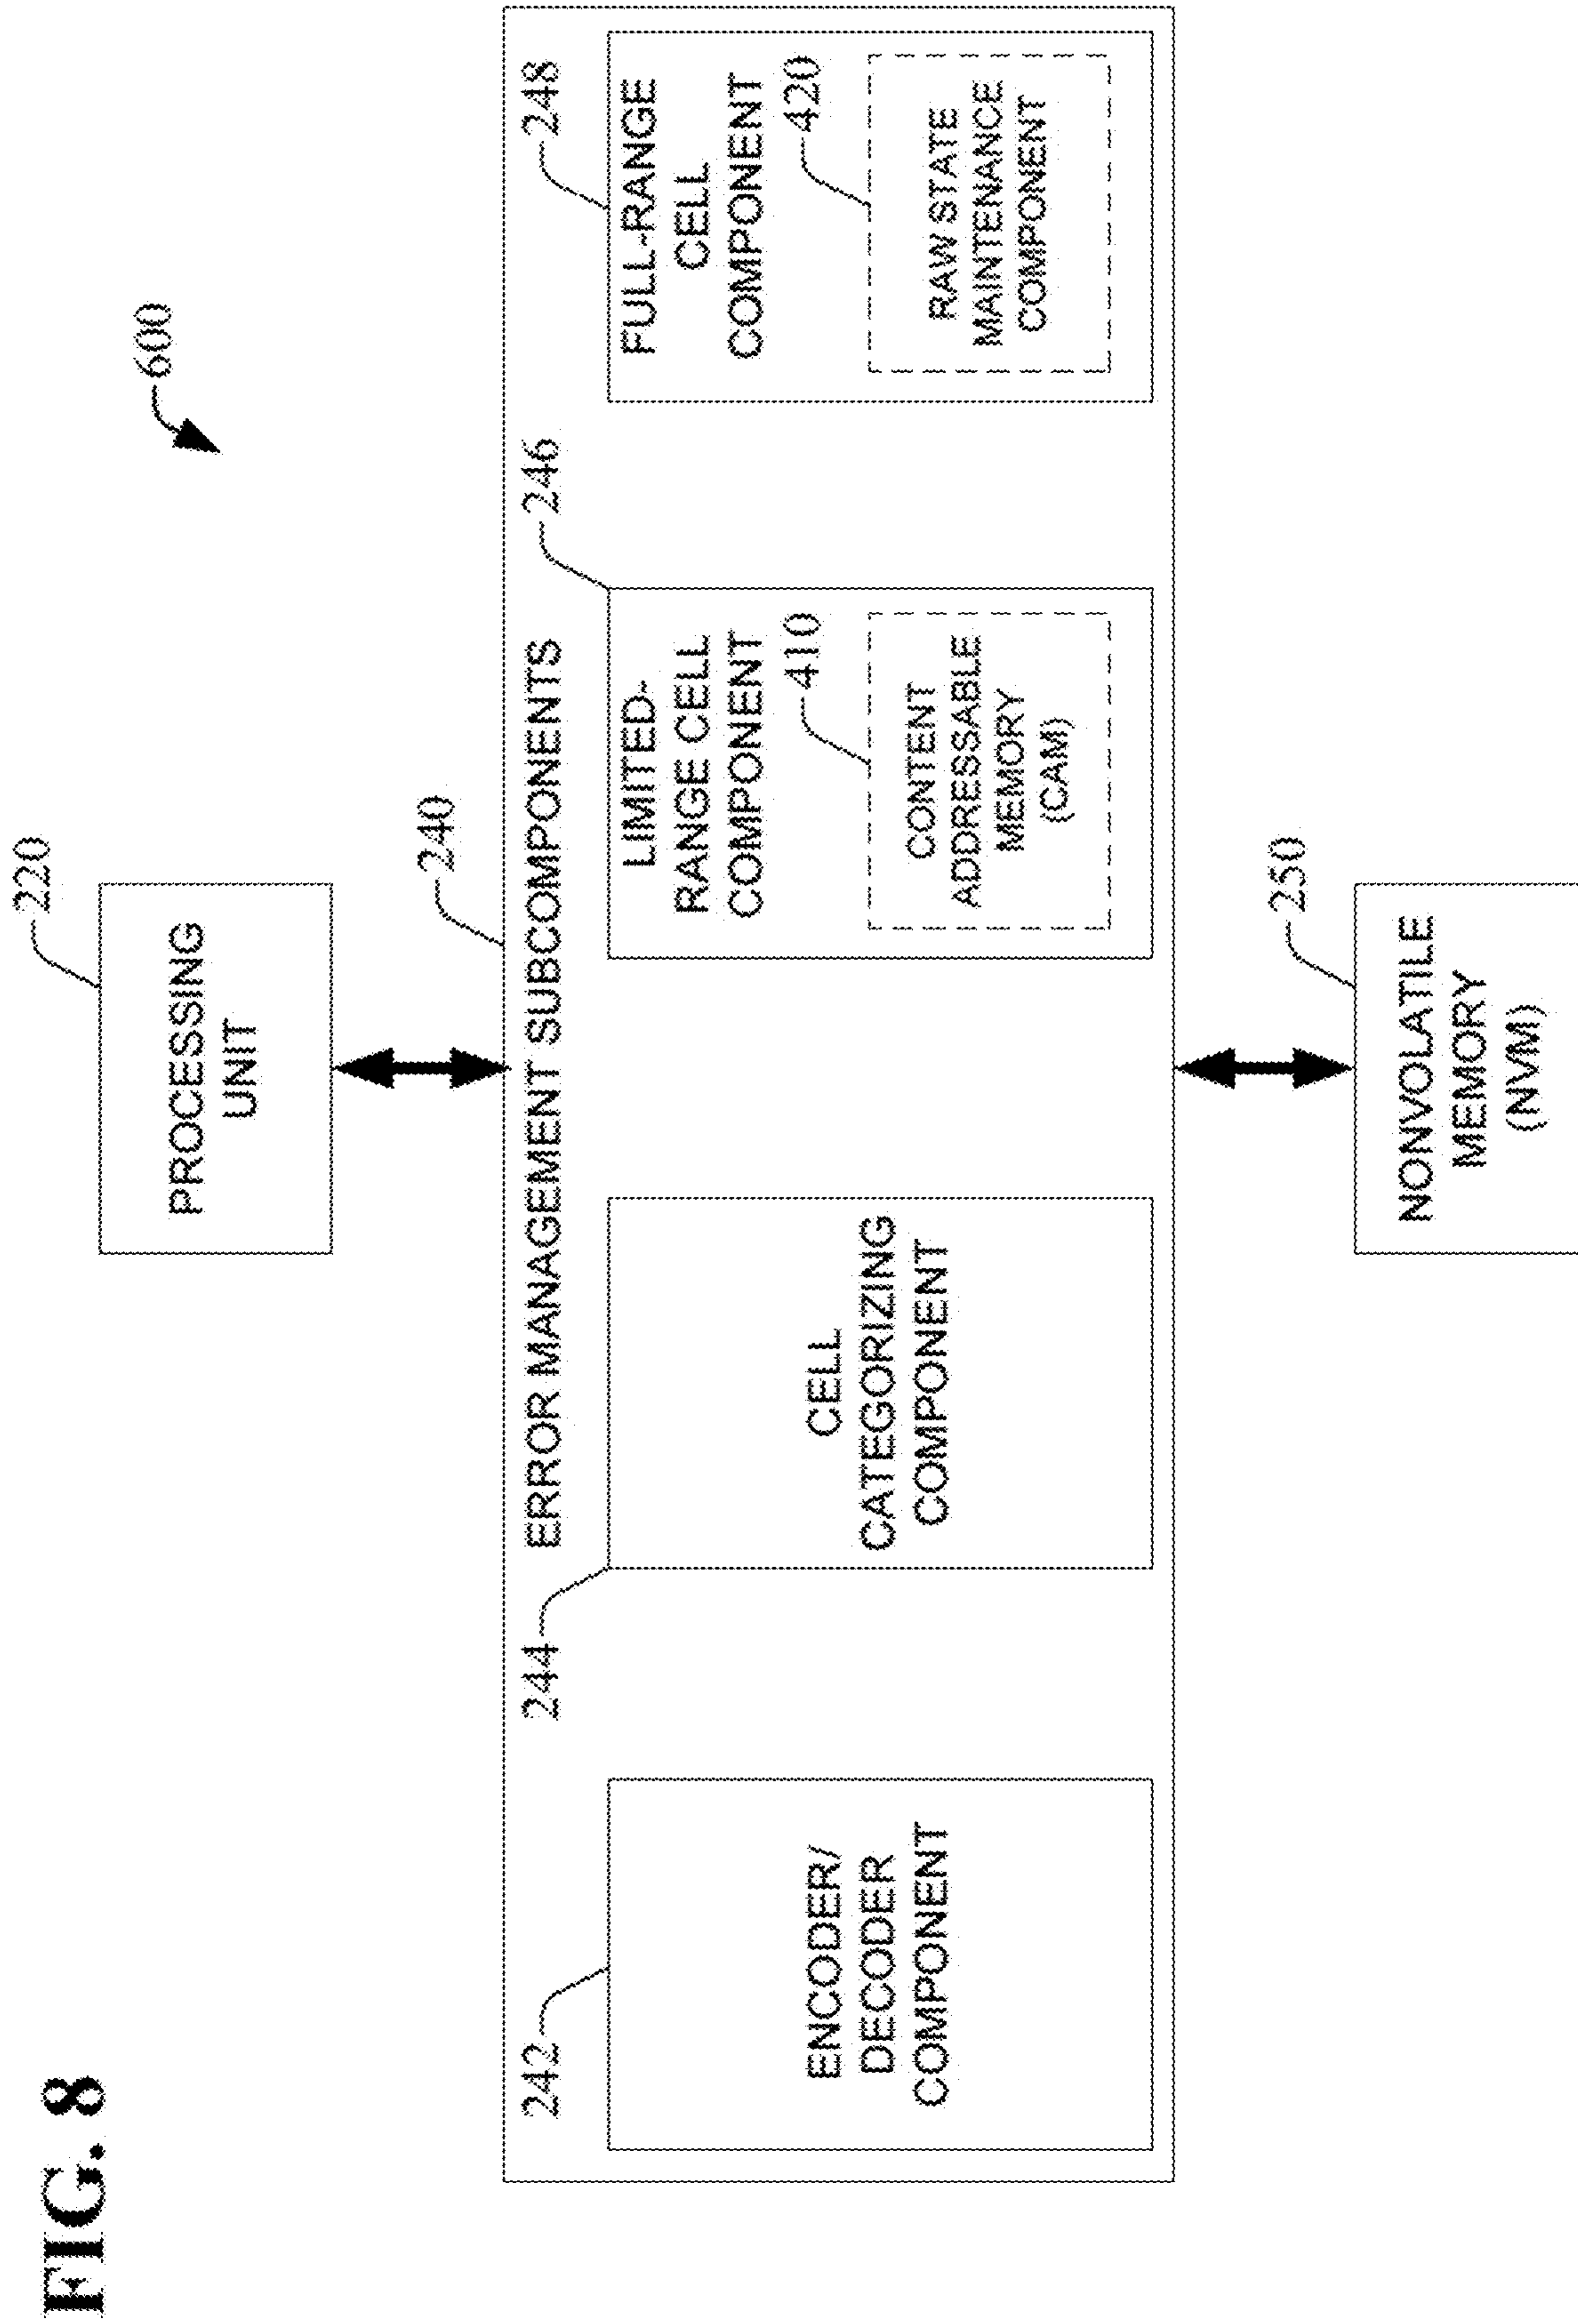 FIG. 8
600
220
PROCESSING
UNIT
240
ERROR MANAGEMENT SUBCOMPONENTS
242
ENCODER/
DECODER
COMPONENT
244
CELL
CATEGORIZING
COMPONENT
246
LIMITED-
RANGE CELL
COMPONENT
410
CONTENT
ADDRESSABLE
MEMORY
(CAM)
248
FULL-RANGE
CELL
COMPONENT
420
RAW STATE
MAINTENANCE
COMPONENT
250
NONVOLATILE
MEMORY
(NVM)